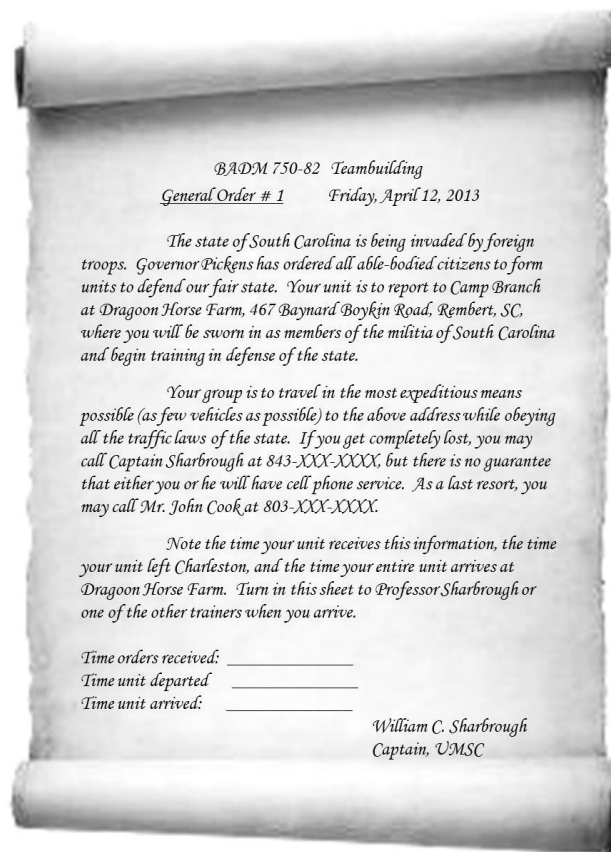 BADM 750-82 Teambuilding
General Order # 1 Friday, April 12, 2013
The state of South Carolina is being invaded by foreign
troops. Governor Pickens has ordered all able-bodied citizens to form
units to defend our fair state. Your unit is to report to Camp Branch
at Dragoon Horse Farm, 467 Baynard Boykin Road, Rembert, SC,
where you will be sworn in as members of the militia of South Carolina
and begin training in defense of the state.
Your group is to travel in the most expeditious means
possible (as few vehicles as possible) to the above address while obeying
all the traffic laws of the state. If you get completely lost, you may
call Captain Sharbrough at 843-XXX-XXXX, but there is no guarantee
that either you or he will have cell phone service. As a last resort, you
may call Mr. John Cook at 803-XXX-XXXX.
Note the time your unit receives this information, the time
your unit left Charleston, and the time your entire unit arrives at
Dragoon Horse Farm. Turn in this sheet to Professor Sharbrough or
one of the other trainers when you arrive.
Time orders received: _______________
Time unit departed _______________
Time unit arrived: _______________
William C. Sharbrough
Captain, UMSC